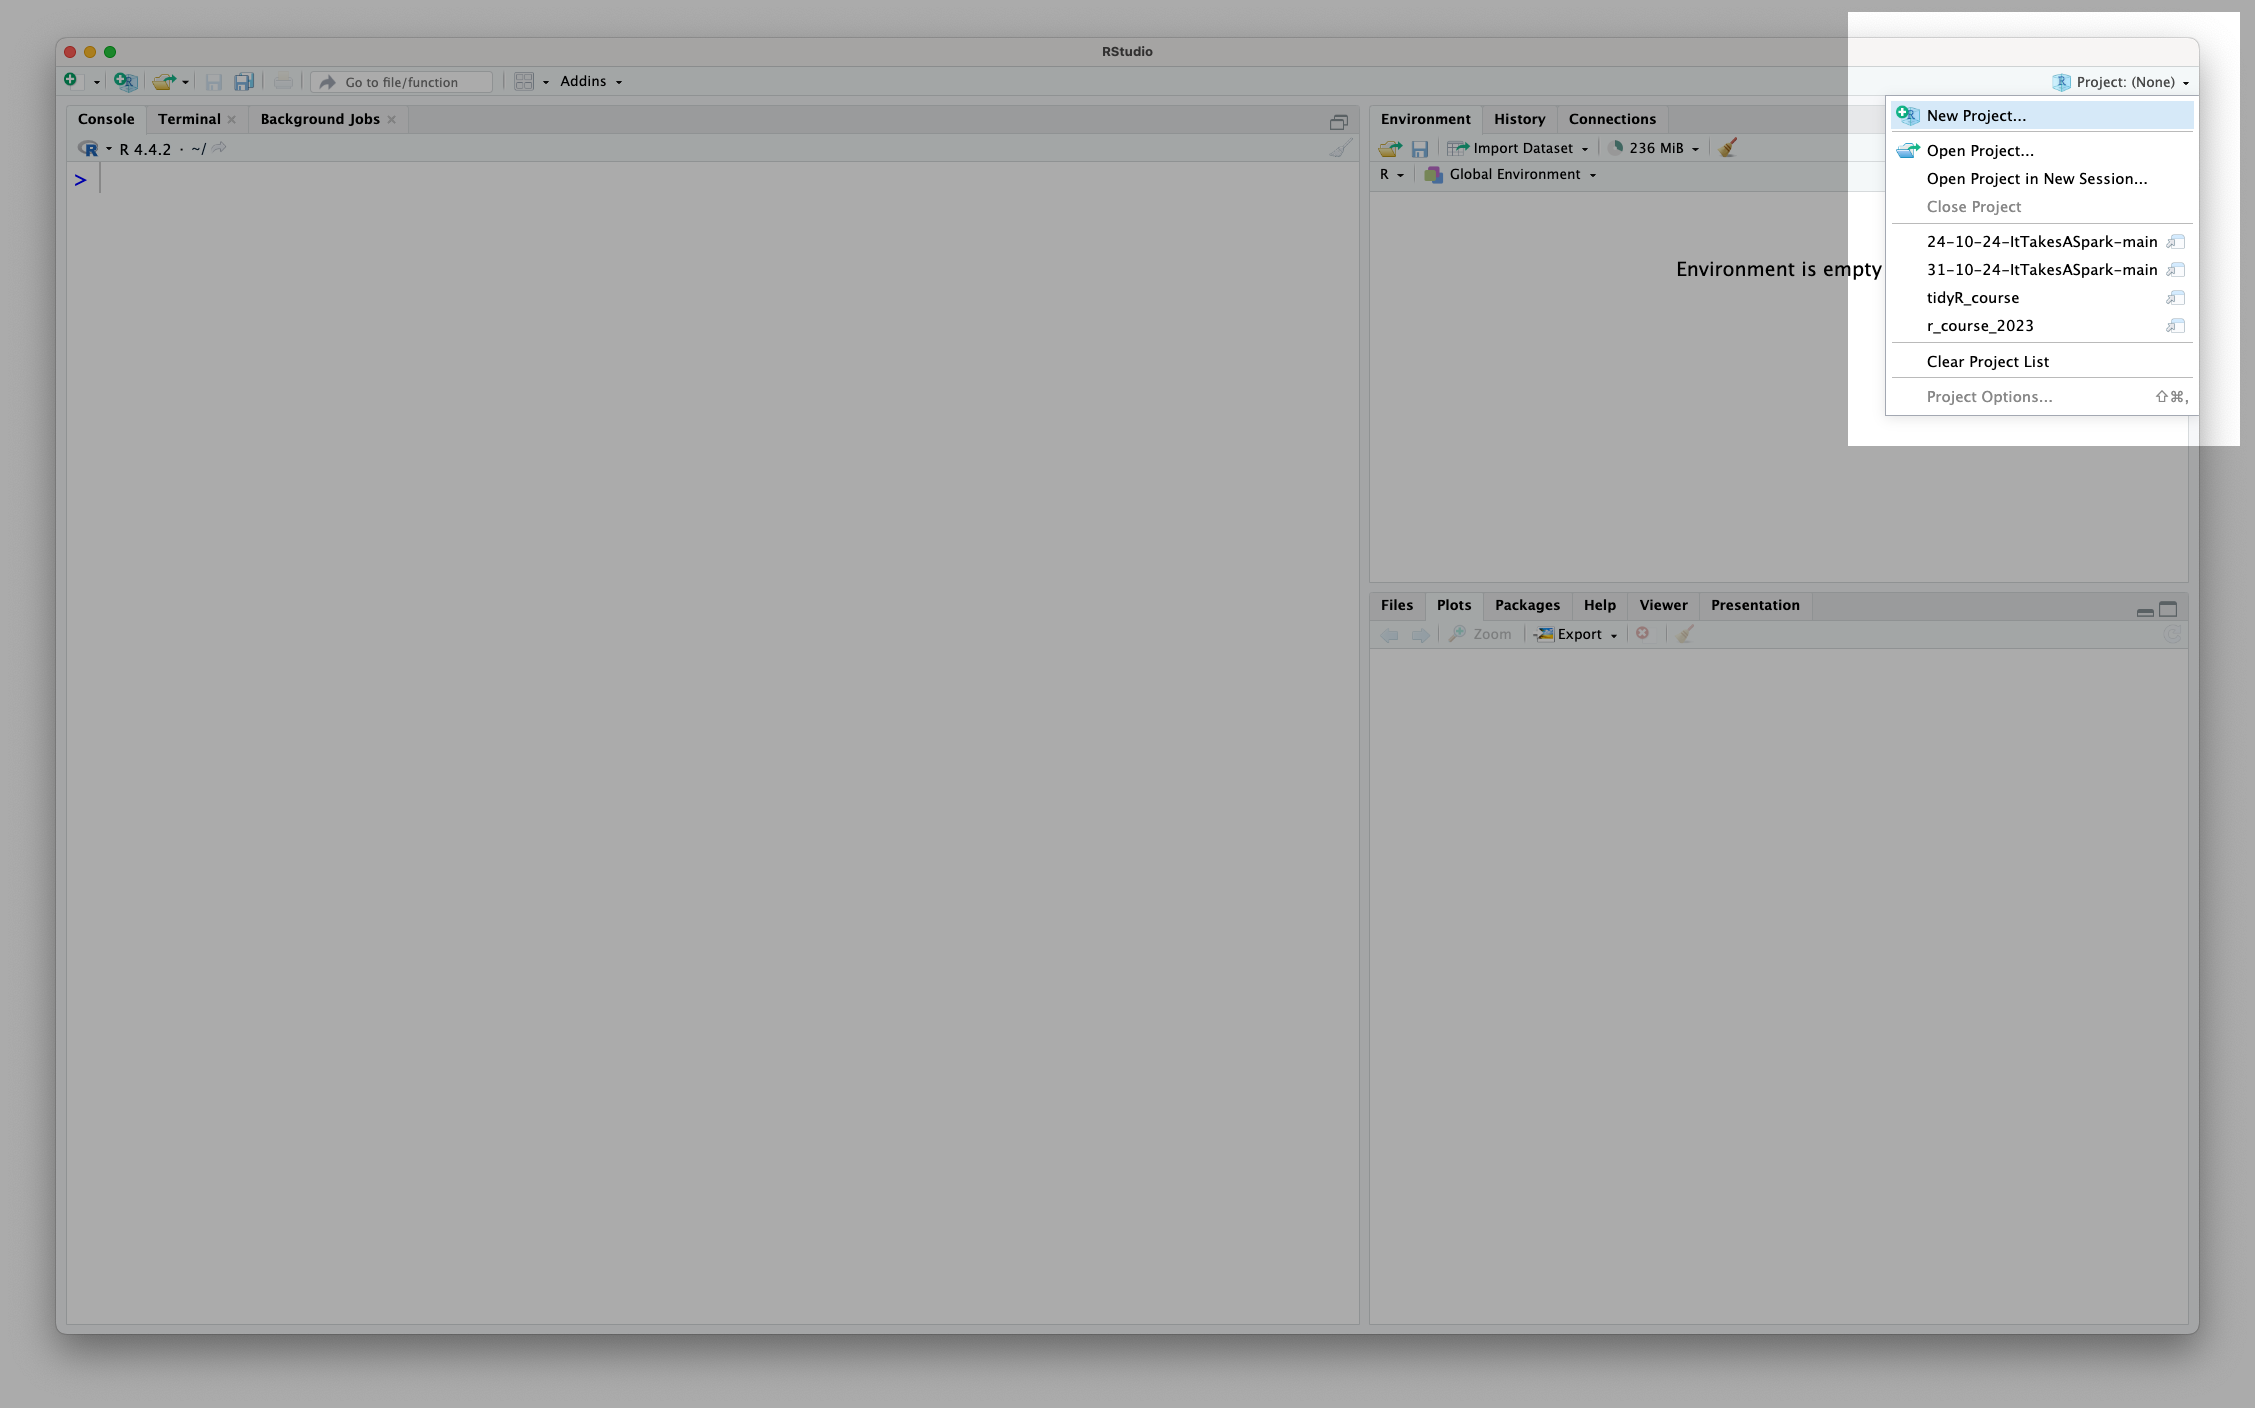 RStudio
Go to file/function
Addins
Project: (None)
Console Terminal Background Jobs
R 4.4.2 · ~/
>
Environment History Connections
Import Dataset 236 MiB
R Global Environment
Environment is empty
New Project...
Open Project...
Open Project in New Session...
Close Project
24-10-24-ItTakesASpark-main
31-10-24-ItTakesASpark-main
tidyR_course
r_course_2023
Clear Project List
Project Options... ⇧⌘,
Files Plots Packages Help Viewer Presentation
Zoom Export